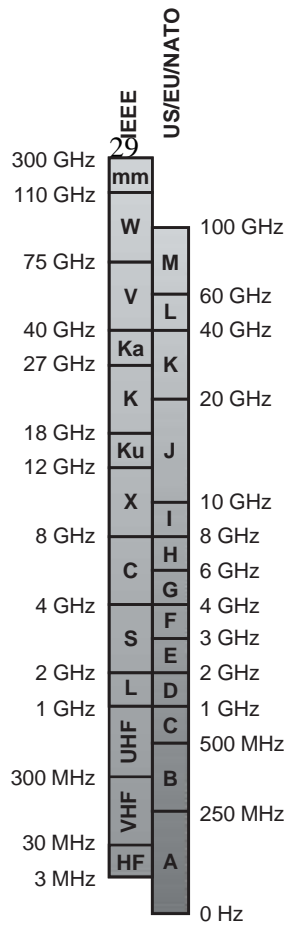 IEEE
US/EU/NATO
29
300 GHz
mm
110 GHz
W
100 GHz
M
75 GHz
60 GHz
V
L
40 GHz
40 GHz
Ka
K
27 GHz
K
20 GHz
18 GHz
Ku
J
12 GHz
X
10 GHz
I
8 GHz
8 GHz
H
C
6 GHz
G
4 GHz
4 GHz
F
S
3 GHz
E
2 GHz
2 GHz
L
D
1 GHz
1 GHz
C
UHF
500 MHz
B
300 MHz
VHF
250 MHz
30 MHz
HF
A
3 MHz
0 Hz